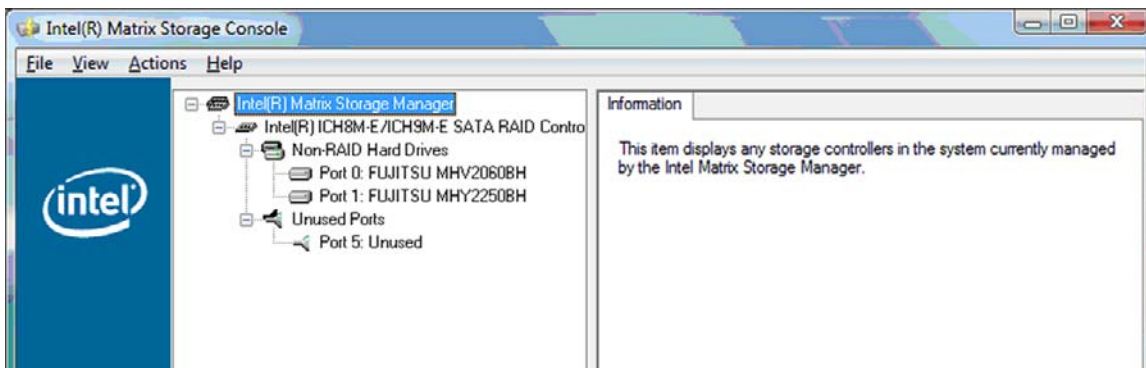 Intel(R) Matrix Storage Console
File View Actions Help
Intel(R) Matrix Storage Manager
Intel(R) ICH8M-E/ICH9M-E SATA RAID Contro
Non-RAID Hard Drives
Port 0: FUJITSU MHV2060BH
Port 1: FUJITSU MHY2250BH
Unused Ports
Port 5: Unused
intel
Information
This item displays any storage controllers in the system currently managed
by the Intel Matrix Storage Manager.